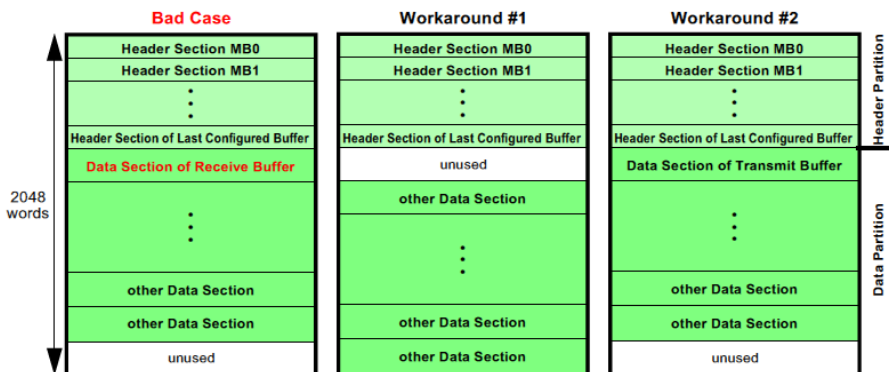 Bad Case
Workaround #1
Workaround #2
Header Section MB0
Header Section MB0
Header Section MB0
Header Section MB1
Header Section MB1
Header Section MB1
Header Section of Last Configured Buffer
Header Section of Last Configured Buffer
Header Section of Last Configured Buffer
Header Partition
Data Section of Receive Buffer
unused
Data Section of Transmit Buffer
2048
words
other Data Section
Data Partition
other Data Section
other Data Section
other Data Section
other Data Section
other Data Section
other Data Section
unused
other Data Section
unused